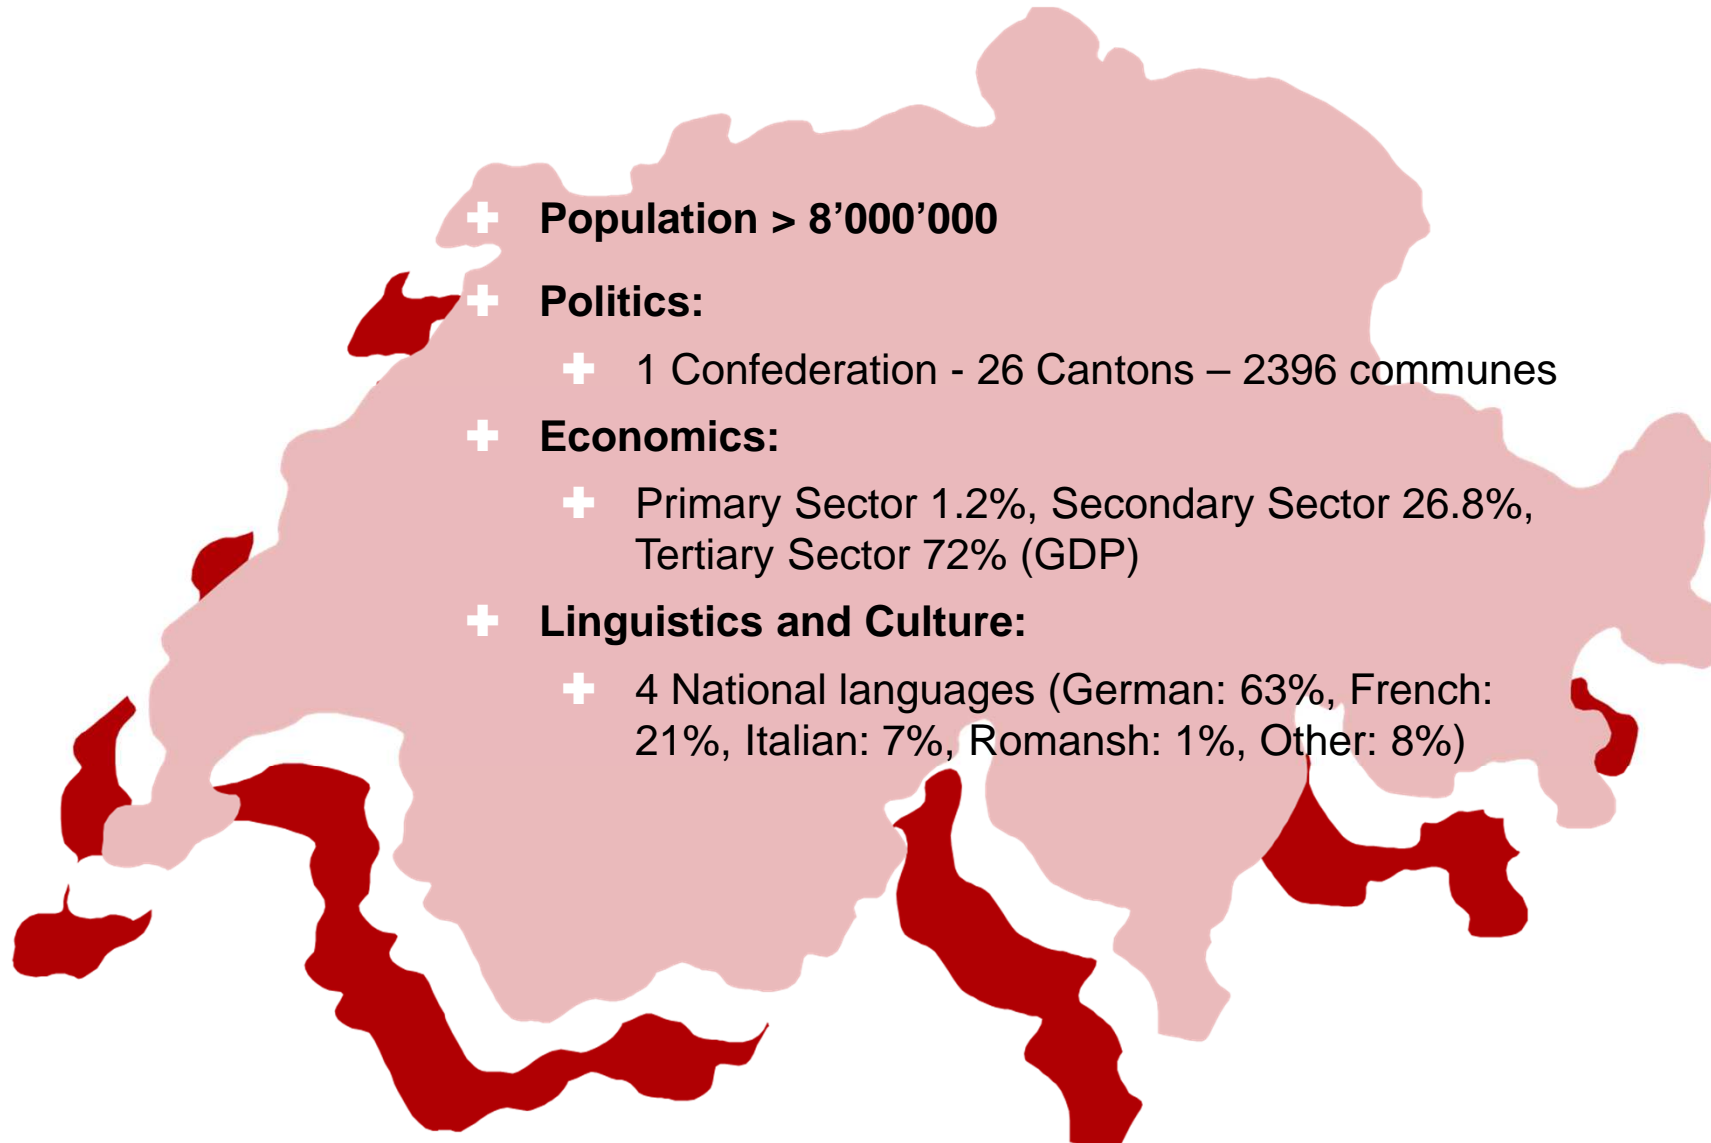 Population > 8’000’000
Politics:
1 Confederation - 26 Cantons – 2396 communes
Economics:
Primary Sector 1.2%, Secondary Sector 26.8%,
Tertiary Sector 72% (GDP)
Linguistics and Culture:
4 National languages (German: 63%, French:
21%, Italian: 7%, Romansh: 1%, Other: 8%)